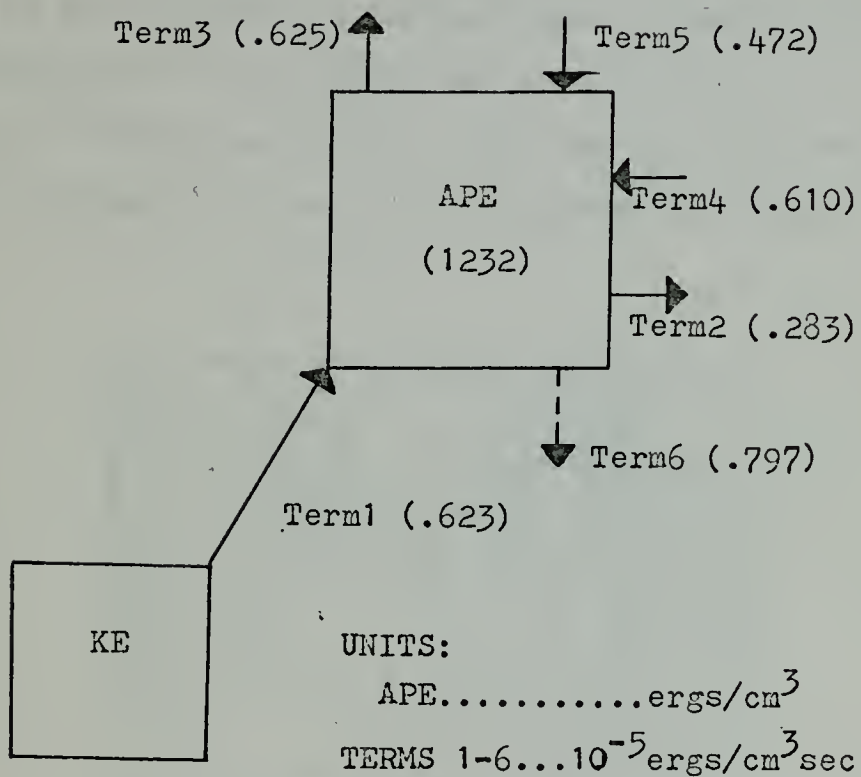 Term3 (.625)
Term5 (.472)
APE
(1232)
Term4 (.610)
Term2 (.283)
Term6 (.797)
Term1 (.623)
KE
UNITS:
APE...........ergs/cm³
TERMS 1-6...10⁻⁵ergs/cm³sec